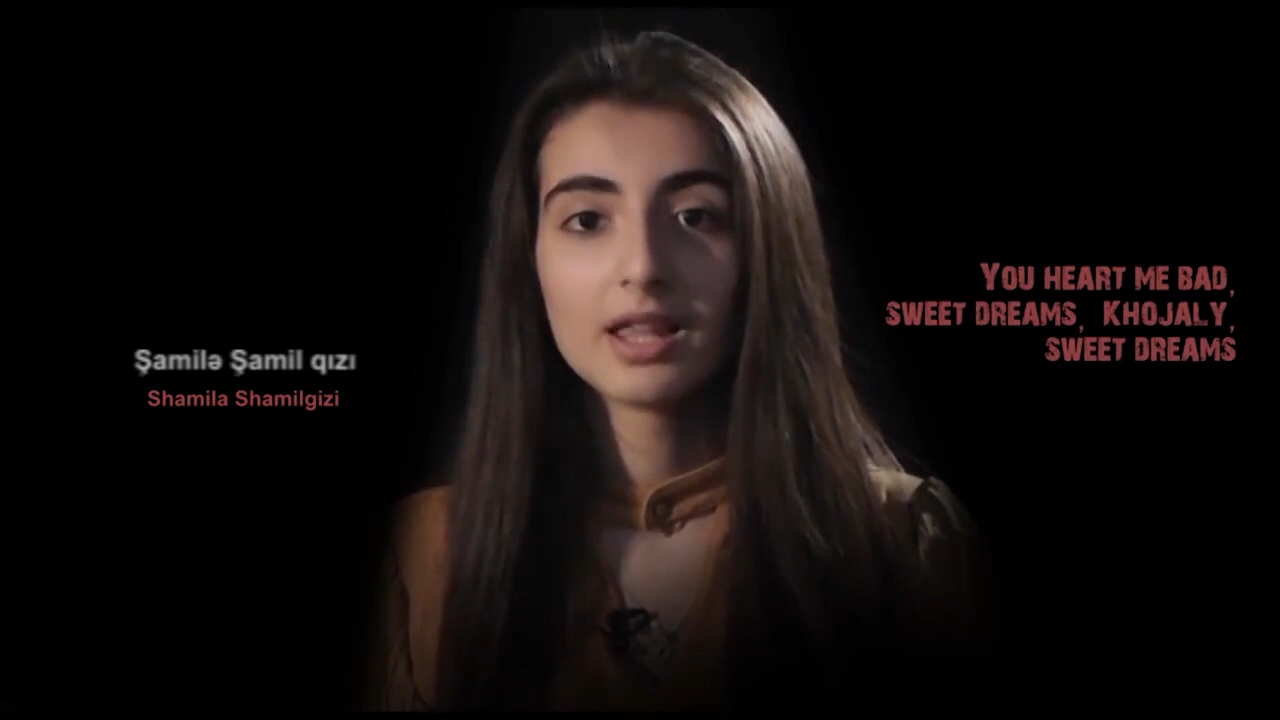 Şamilə Şamil qızı
Shamila Shamilgizi
You heart me bad,
sweet dreams, Khojaly,
sweet dreams